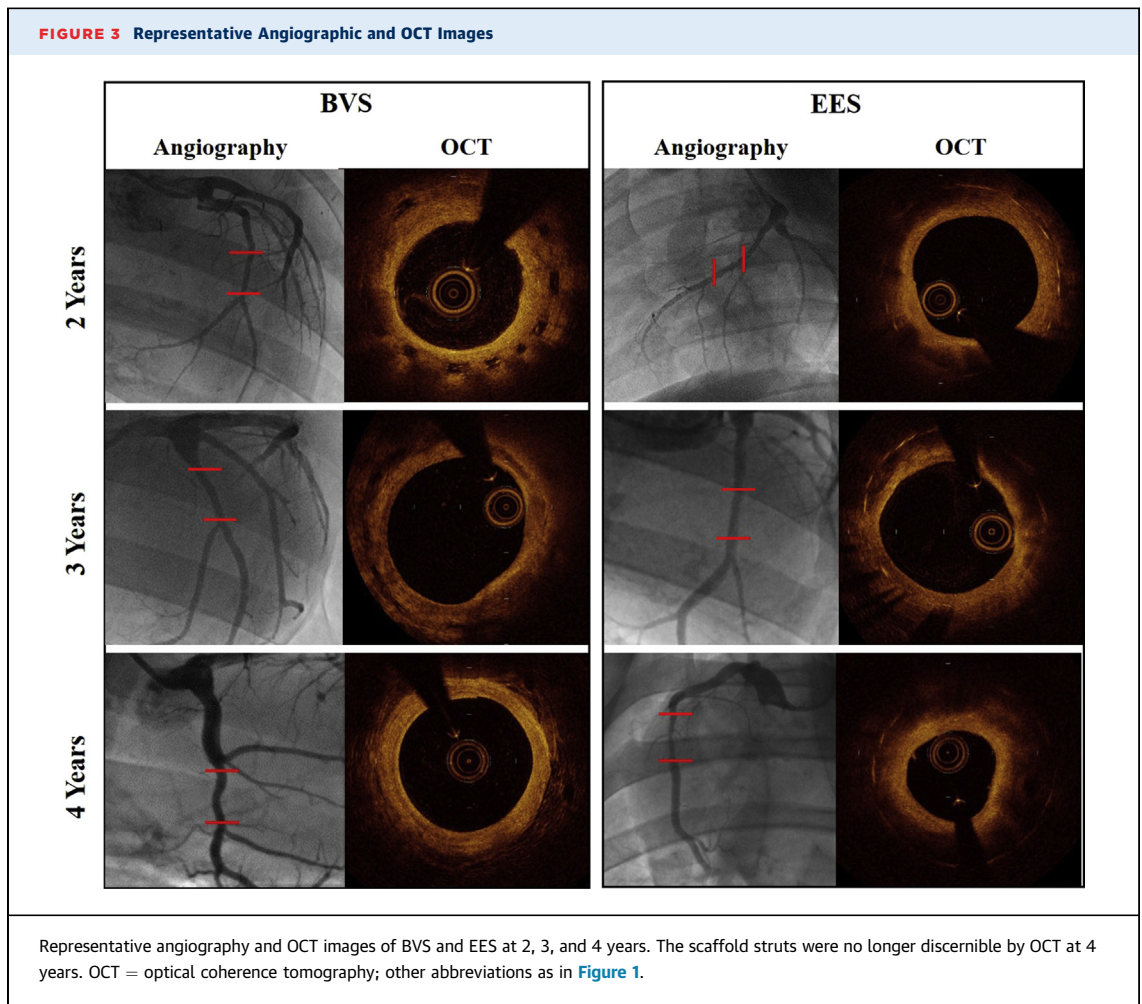 FIGURE 3 Representative Angiographic and OCT Images
BVS
EES
Angiography
OCT
Angiography
OCT
2 Years
3 Years
4 Years
Representative angiography and OCT images of BVS and EES at 2, 3, and 4 years. The scaffold struts were no longer discernible by OCT at 4
years. OCT = optical coherence tomography; other abbreviations as in Figure 1.